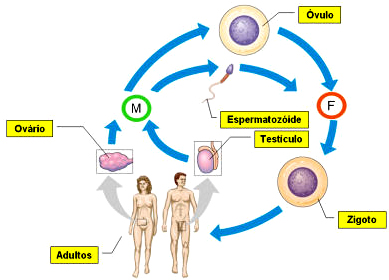 Óvulo
M
F
Espermatozóide
Ovário
Testículo
Zigoto
Adultos